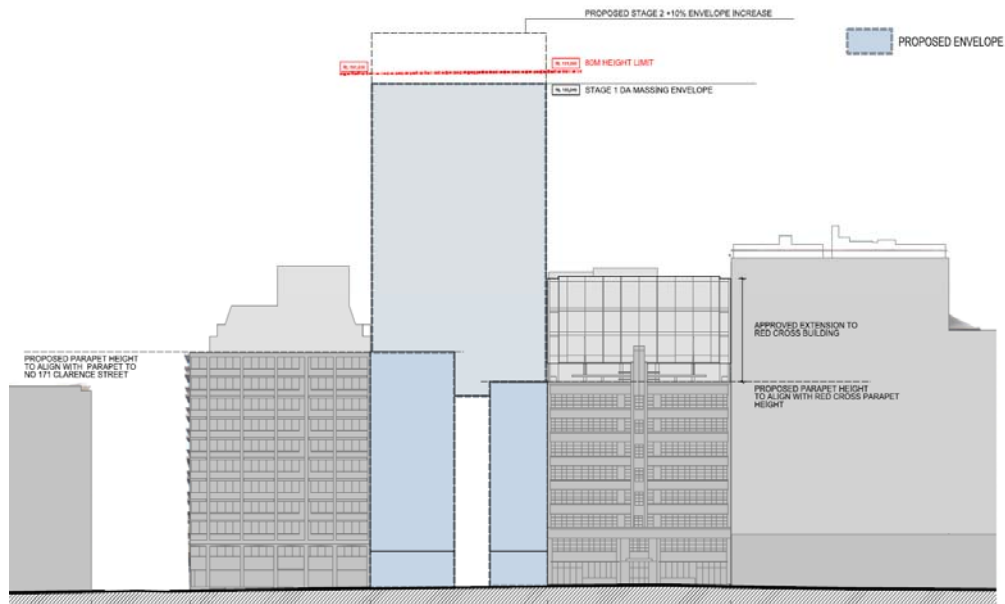 PROPOSED STAGE 2 +10% ENVELOPE INCREASE
PROPOSED ENVELOPE
80M HEIGHT LIMIT
STAGE 1 DA MASSING ENVELOPE
APPROVED EXTENSION TO
RED CROSS BUILDING
PROPOSED PARAPET HEIGHT
TO ALIGN WITH PARAPET TO
NO 171 CLARENCE STREET
PROPOSED PARAPET HEIGHT
TO ALIGN WITH RED CROSS PARAPET
HEIGHT